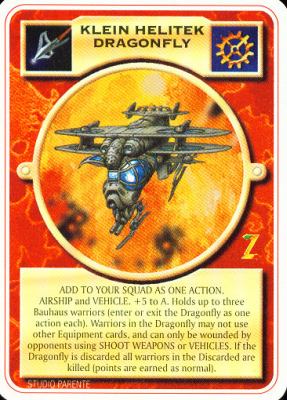 KLEIN HELITEK
DRAGONFLY
ADD TO YOUR SQUAD AS ONE ACTION.
AIRSHIP and VEHICLE. +5 to A. Holds up to three
Bauhaus warriors (enter or exit the Dragonfly as one
action each). Warriors in the Dragonfly may not use
other Equipment cards, and can only be wounded by
opponents using SHOOT WEAPONS or VEHICLES. If the
Dragonfly is discarded all warriors in the Discarded are
killed (points are earned as normal).
STUDIO PARENTE